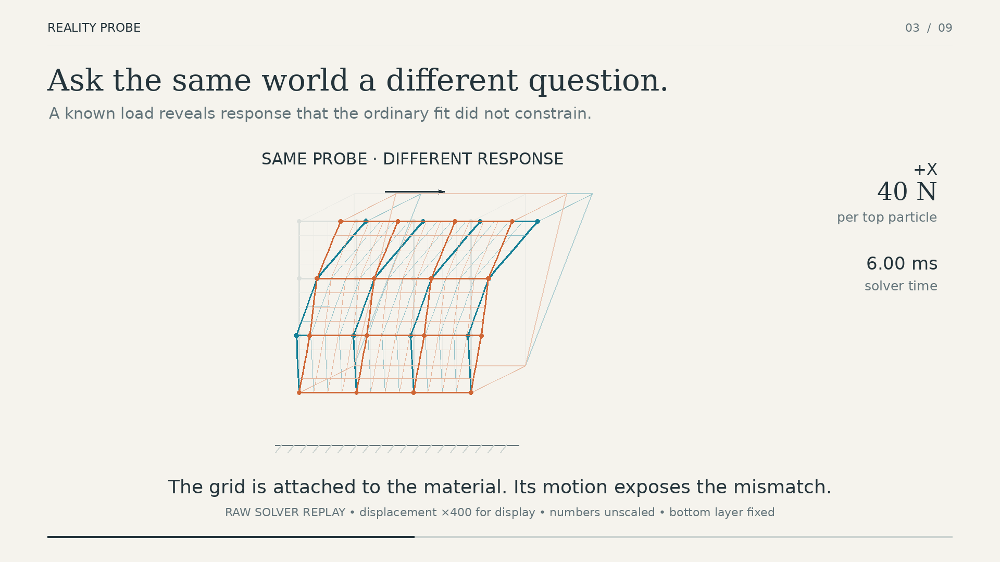 REALITY PROBE
03 / 09
Ask the same world a different question.
A known load reveals response that the ordinary fit did not constrain.
SAME PROBE · DIFFERENT RESPONSE
+X
40 N
per top particle
6.00 ms
solver time
The grid is attached to the material. Its motion exposes the mismatch.
RAW SOLVER REPLAY • displacement ×400 for display • numbers unscaled • bottom layer fixed